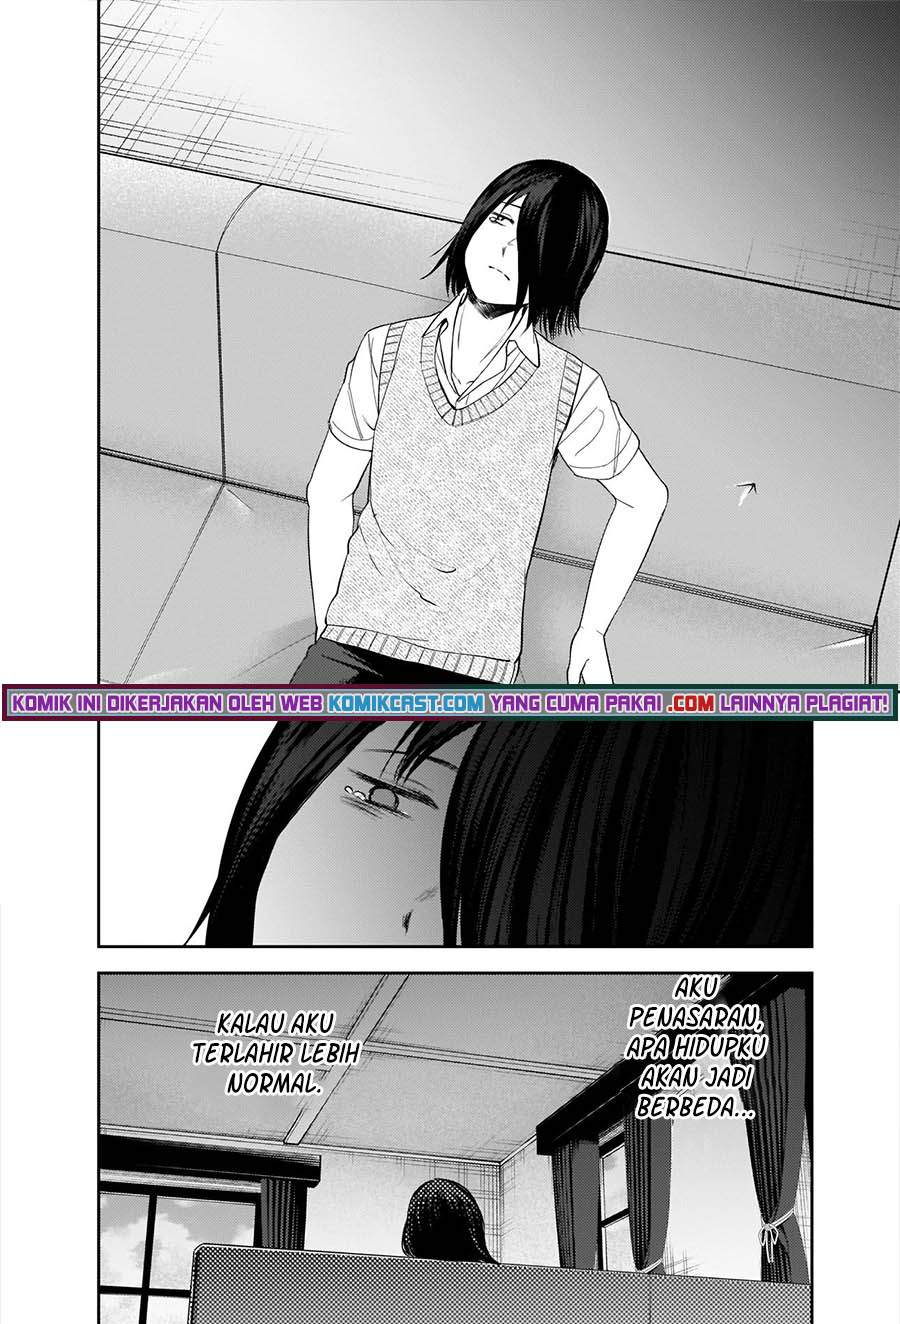 KOMIK INI DIKERJAKAN OLEH WEB KOMIKCAST.COM YANG CUMA PAKAI .COM LAINNYA PLAGIAT!
AKU
PENASARAN,
APA HIDUPKU
AKAN JADI
BERBEDA...
KALAU AKU
TERLAHIR LEBIH
NORMAL.